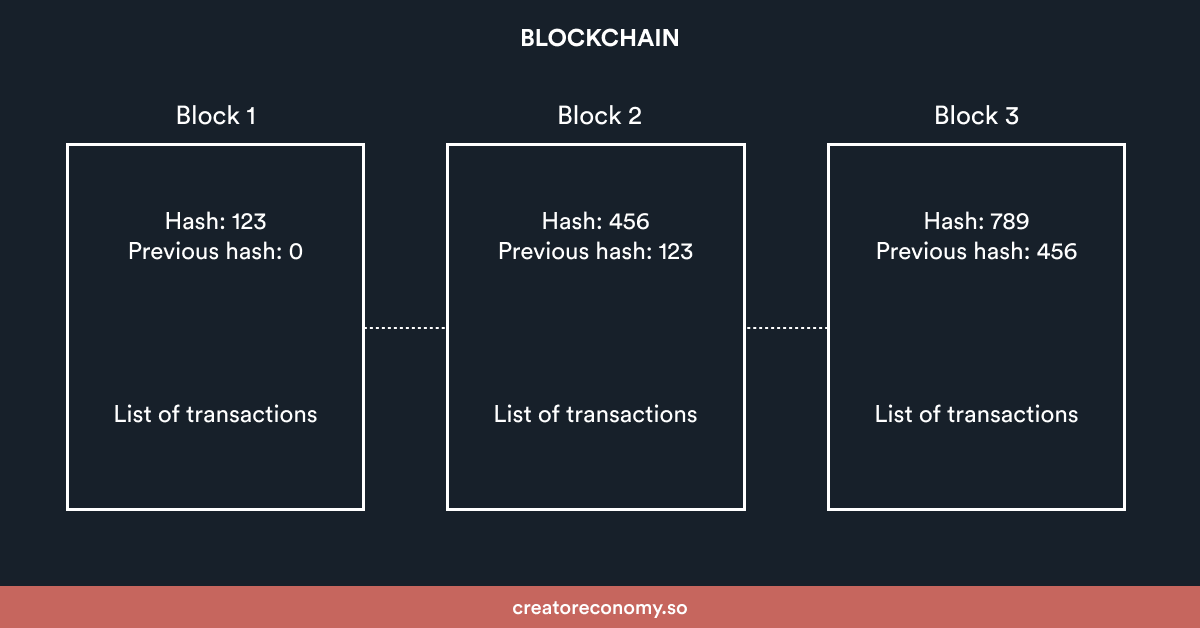 BLOCKCHAIN
Block 1
Hash: 123
Previous hash: 0
List of transactions
Block 2
Hash: 456
Previous hash: 123
List of transactions
Block 3
Hash: 789
Previous hash: 456
List of transactions
creatoreconomy.so